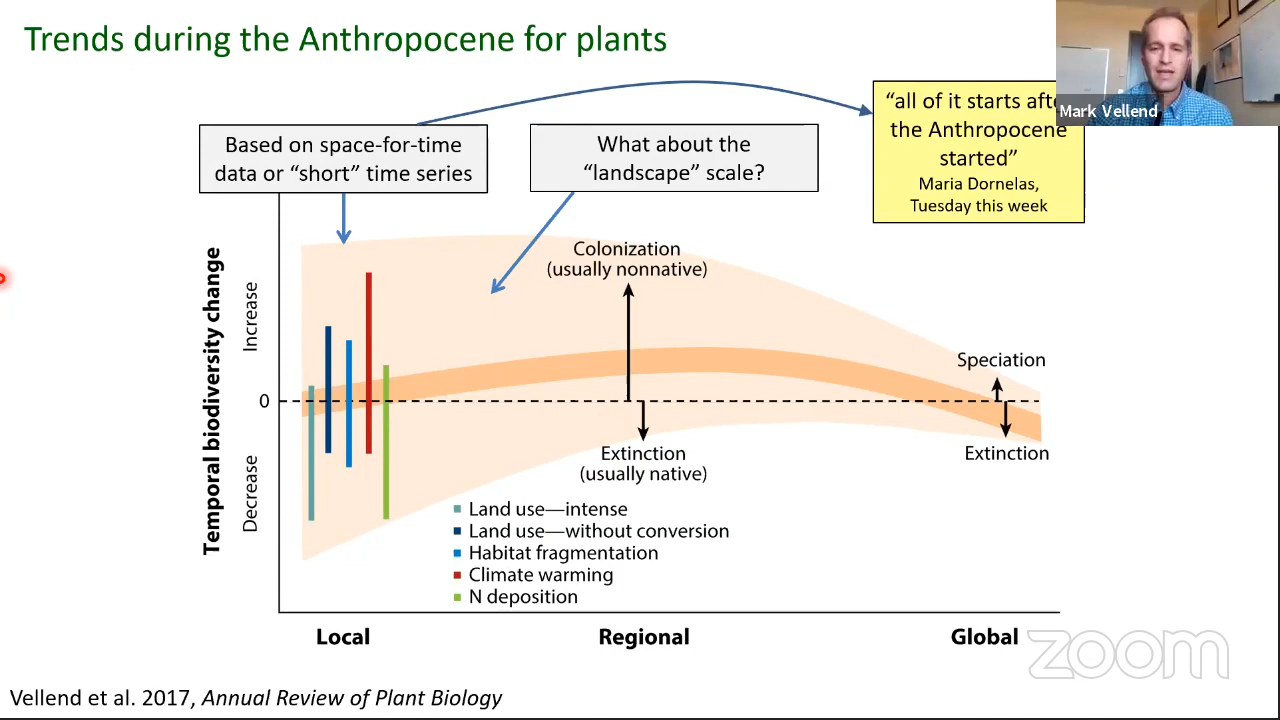 Trends during the Anthropocene for plants
Mark Vellend
Based on space-for-time
data or “short” time series
What about the
“landscape” scale?
“all of it starts after
the Anthropocene
started”
Maria Dornelas,
Tuesday this week
Temporal biodiversity change
Increase
0
Decrease
Colonization
(usually nonnative)
Extinction
(usually native)
Speciation
Extinction
Land use—intense
Land use—without conversion
Habitat fragmentation
Climate warming
N deposition
Local
Regional
Global
zoom
Vellend et al. 2017, Annual Review of Plant Biology